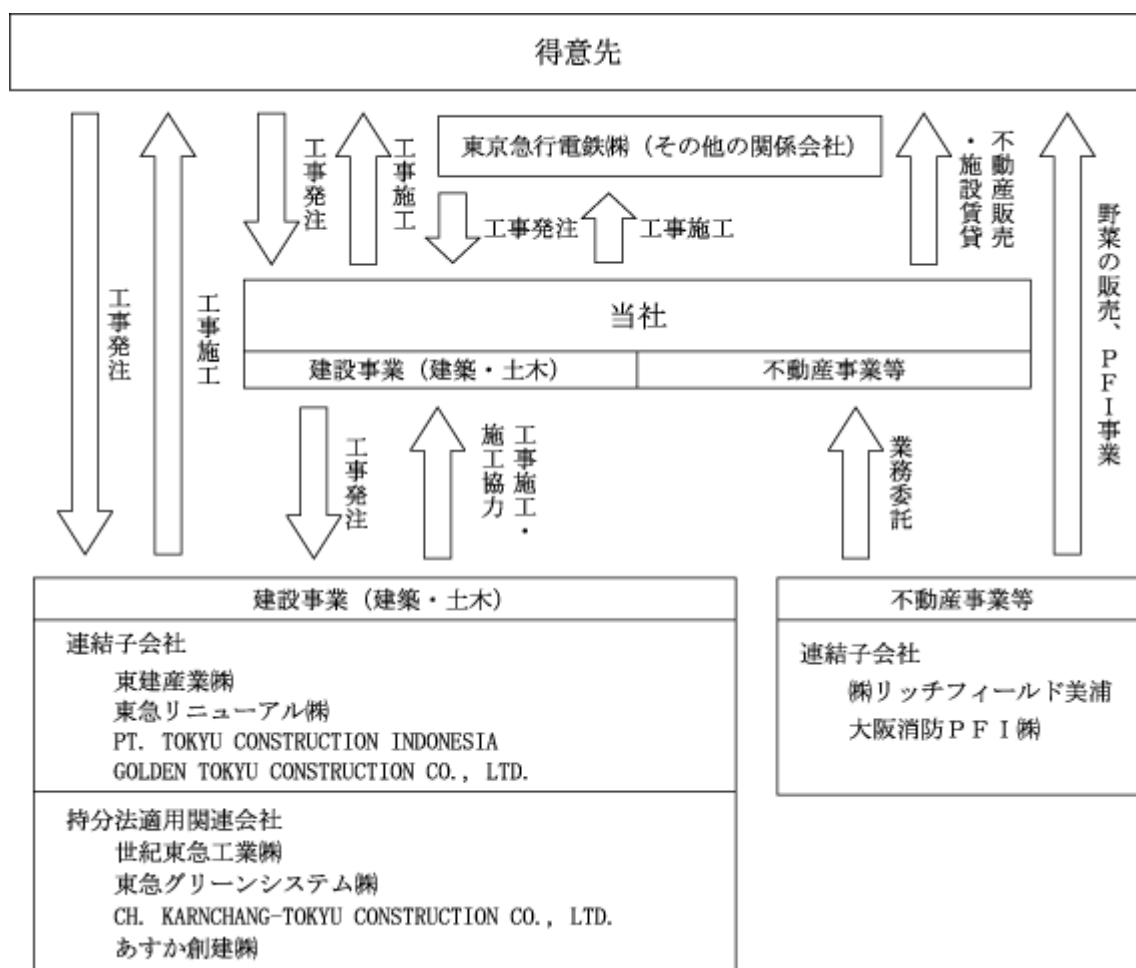 得意先
東京急行電鉄㈱（その他の関係会社）
工事発注
工事施工
工事発注
工事施工
工事発注
工事施工
不動産販売
・施設賃貸
野菜の販売、ＰＦＩ事業
当社
建設事業（建築・土木）
不動産事業等
工事発注
工事施工・
施工協力
業務委託
建設事業（建築・土木）
連結子会社
東建産業㈱
東急リニューアル㈱
PT. TOKYU CONSTRUCTION INDONESIA
GOLDEN TOKYU CONSTRUCTION CO., LTD.
持分法適用関連会社
世紀東急工業㈱
東急グリーンシステム㈱
CH. KARNCHANG-TOKYU CONSTRUCTION CO., LTD.
あすか創建㈱
不動産事業等
連結子会社
㈱リッチフィールド美浦
大阪消防ＰＦＩ㈱